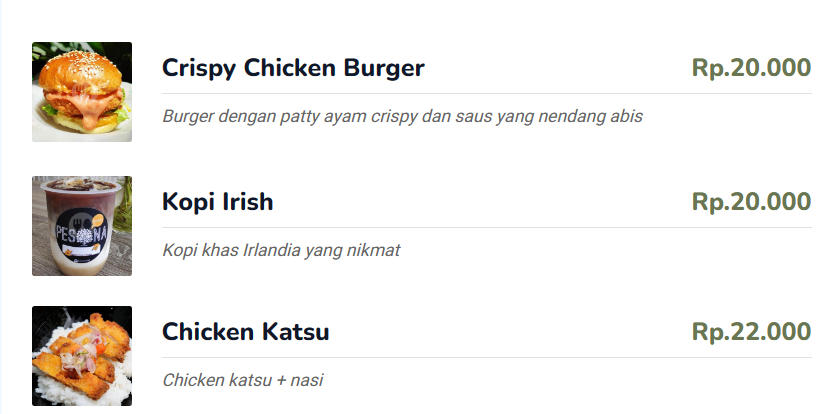 Crispy Chicken Burger Rp.20.000
Burger dengan patty ayam crispy dan saus yang nendang abis
PESONA
Kopi Irish Rp.20.000
Kopi khas Irlandia yang nikmat
Chicken Katsu Rp.22.000
Chicken katsu + nasi